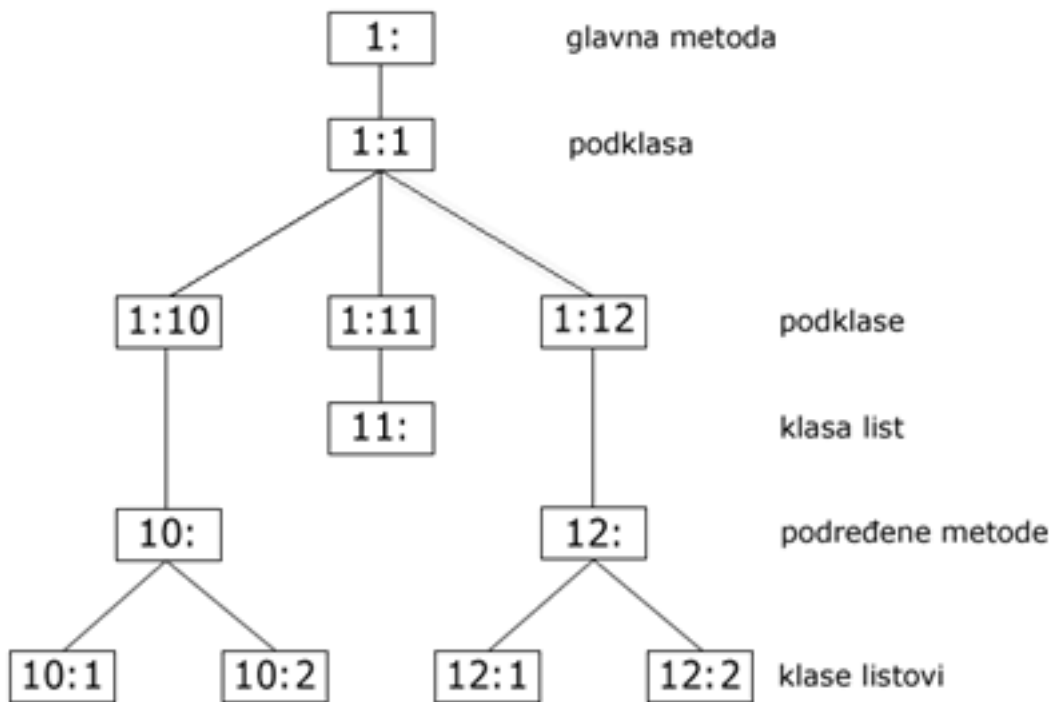 1: glavna metoda
1:1 podklasa
1:10 1:11 1:12 podklase
11: klasa list
10: 12: podređene metode
10:1 10:2 12:1 12:2 klase listovi